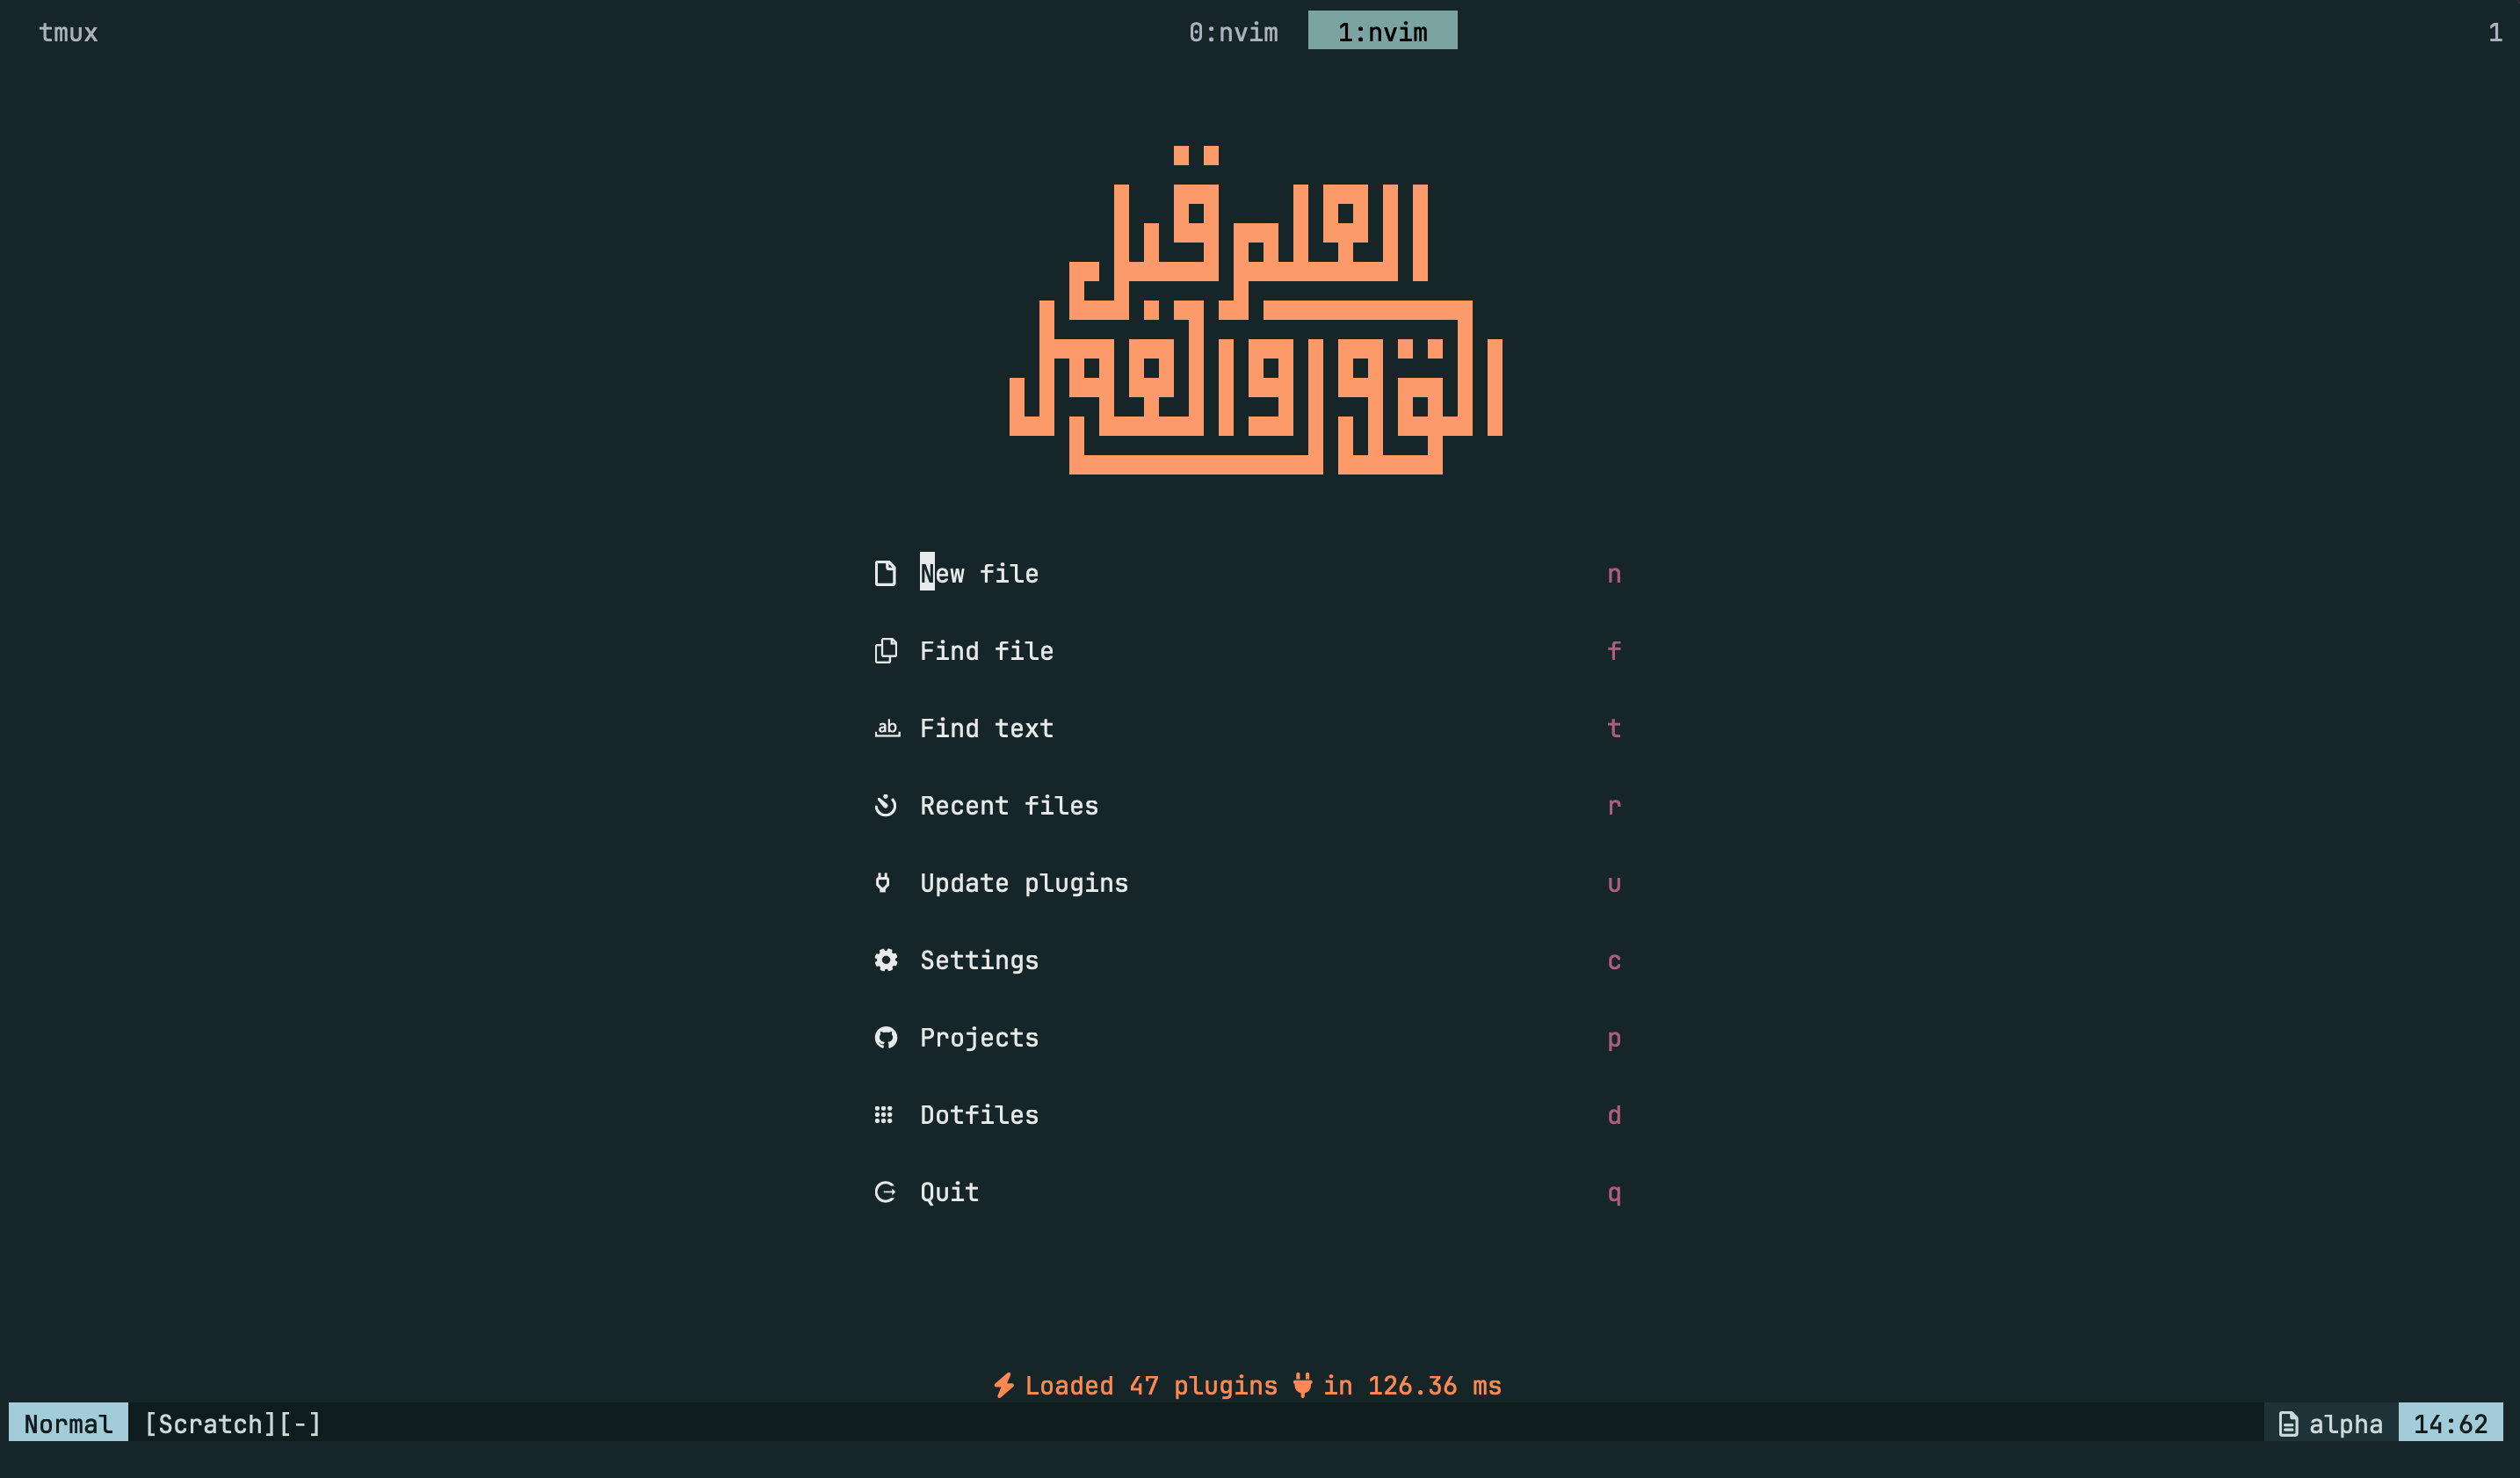 tmux 0:nvim 1:nvim 1
العلم قبل
القول والعمل
New file n
Find file f
Find text t
Recent files r
Update plugins u
Settings c
Projects p
Dotfiles d
Quit q
Loaded 47 plugins in 126.36 ms
Normal [Scratch][-] alpha 14:62